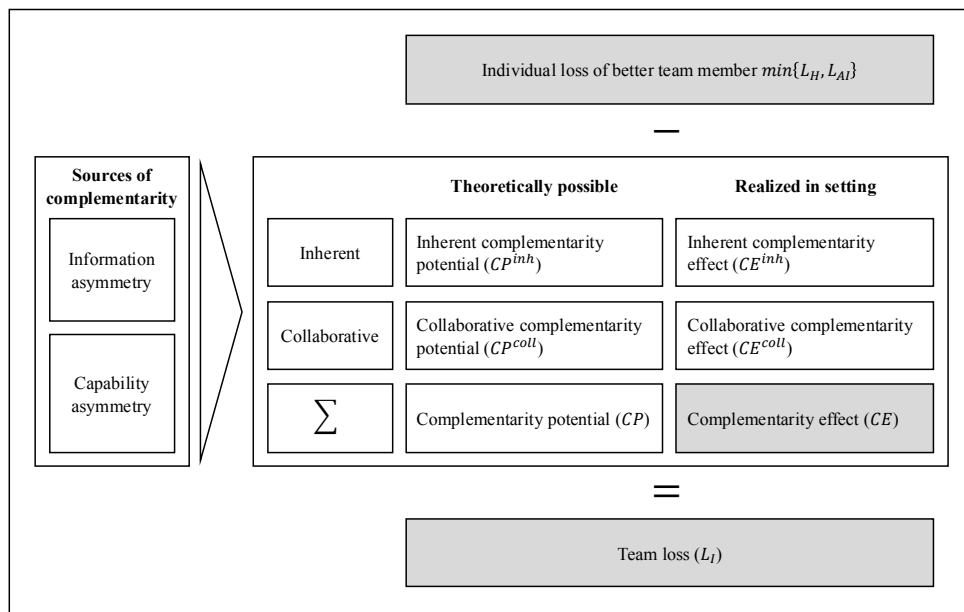 Individual loss of better team member min{L_H, L_AI}
−
Sources of
complementarity
Information
asymmetry
Capability
asymmetry
Theoretically possible
Realized in setting
Inherent
Inherent complementarity
potential (CP^inh)
Inherent complementarity
effect (CE^inh)
Collaborative
Collaborative complementarity
potential (CP^coll)
Collaborative complementarity
effect (CE^coll)
∑
Complementarity potential (CP)
Complementarity effect (CE)
=
Team loss (L_I)